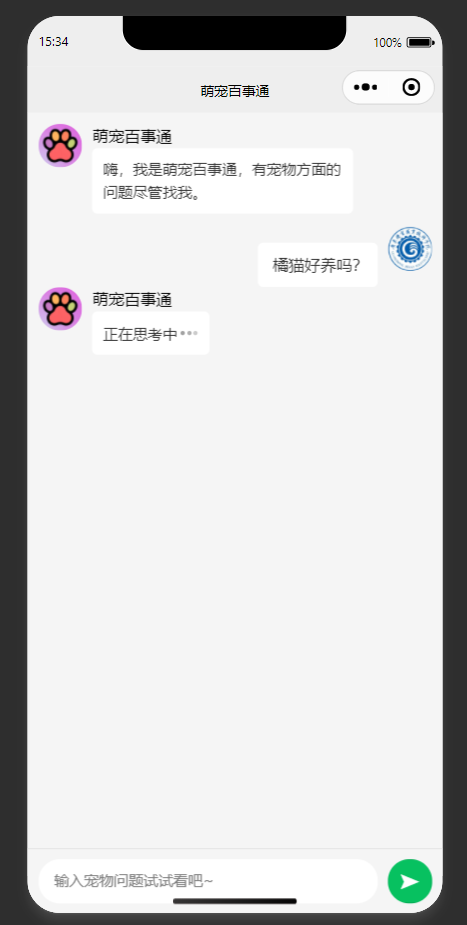 15:34
100%
萌宠百事通
萌宠百事通
嗨，我是萌宠百事通，有宠物方面的
问题尽管找我。
橘猫好养吗？
萌宠百事通
正在思考中
输入宠物问题试试看吧~